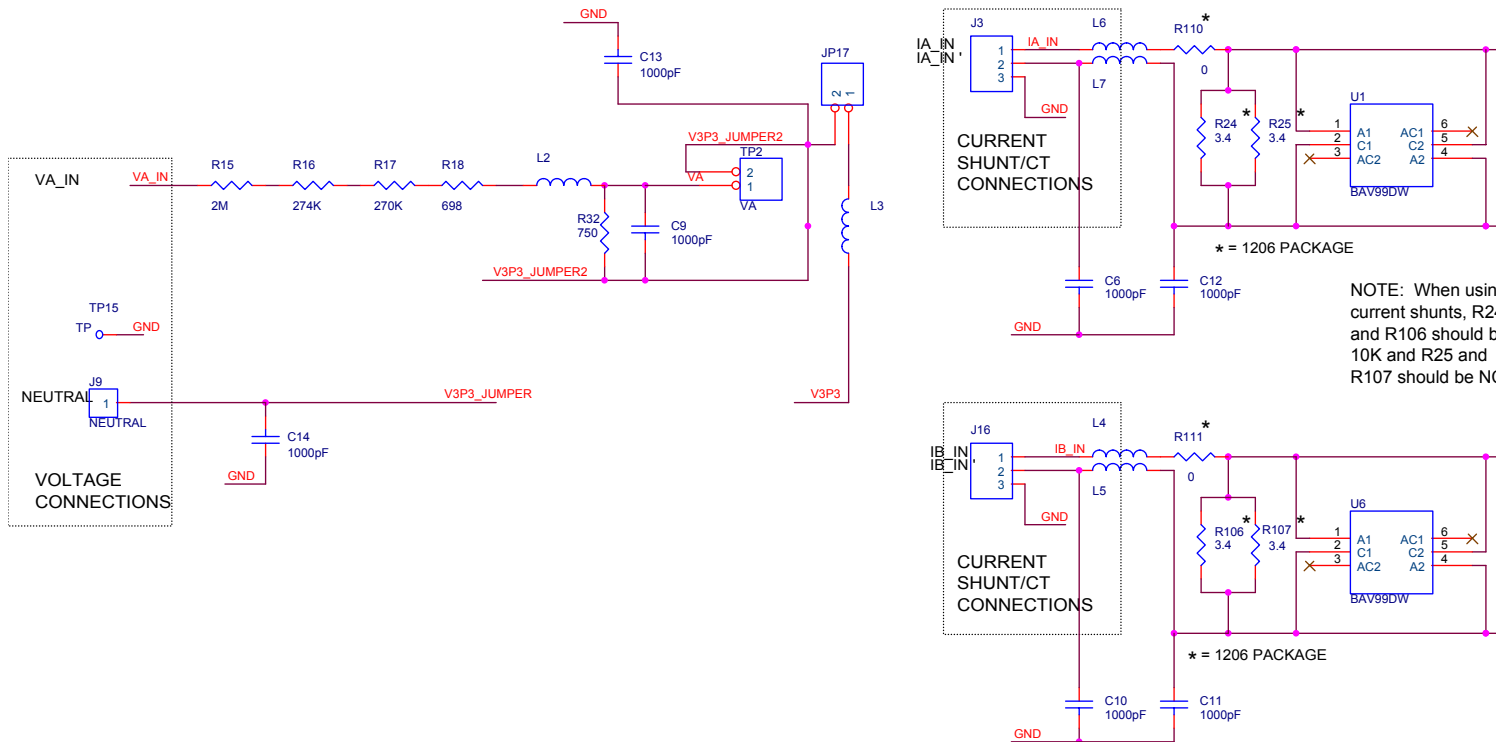 GND
C13
1000pF
JP17
2
1
V3P3_JUMPER2
TP2
2
1
VA
VA
VA_IN
VA_IN
R15
2M
R16
274K
R17
270K
R18
698
L2
R32
750
C9
1000pF
L3
V3P3_JUMPER2
TP15
TP
GND
J9
NEUTRAL
1
NEUTRAL
V3P3_JUMPER
V3P3
C14
1000pF
GND
VOLTAGE
CONNECTIONS
J3
IA_IN
IA_IN '
1
2
3
IA_IN
L6
L7
R110
*
0
GND
CURRENT
SHUNT/CT
CONNECTIONS
R24
3.4
*
R25
3.4
*
U1
1
2
3
A1
C1
AC2
AC1
C2
A2
6
5
4
BAV99DW
* = 1206 PACKAGE
C6
1000pF
C12
1000pF
GND
NOTE: When usin
current shunts, R24
and R106 should b
10K and R25 and
R107 should be NO
J16
IB_IN
IB_IN '
1
2
3
IB_IN
L4
L5
R111
*
0
GND
CURRENT
SHUNT/CT
CONNECTIONS
R106
3.4
*
R107
3.4
*
U6
1
2
3
A1
C1
AC2
AC1
C2
A2
6
5
4
BAV99DW
* = 1206 PACKAGE
C10
1000pF
C11
1000pF
GND